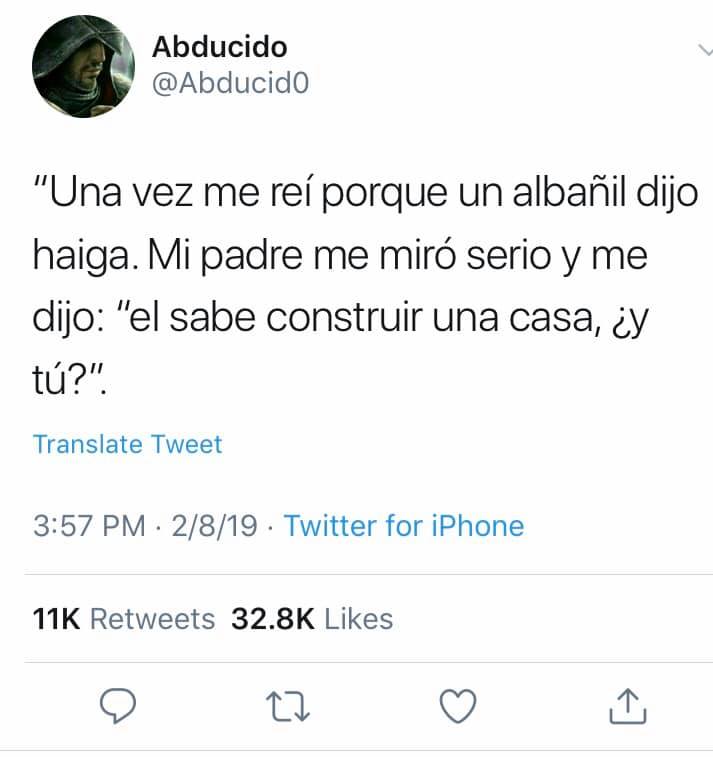 Abducido
@Abducid0
"Una vez me reí porque un albañil dijo
haiga. Mi padre me miró serio y me
dijo: "el sabe construir una casa, ¿y
tú?".
Translate Tweet
3:57 PM · 2/8/19 · Twitter for iPhone
11K Retweets 32.8K Likes